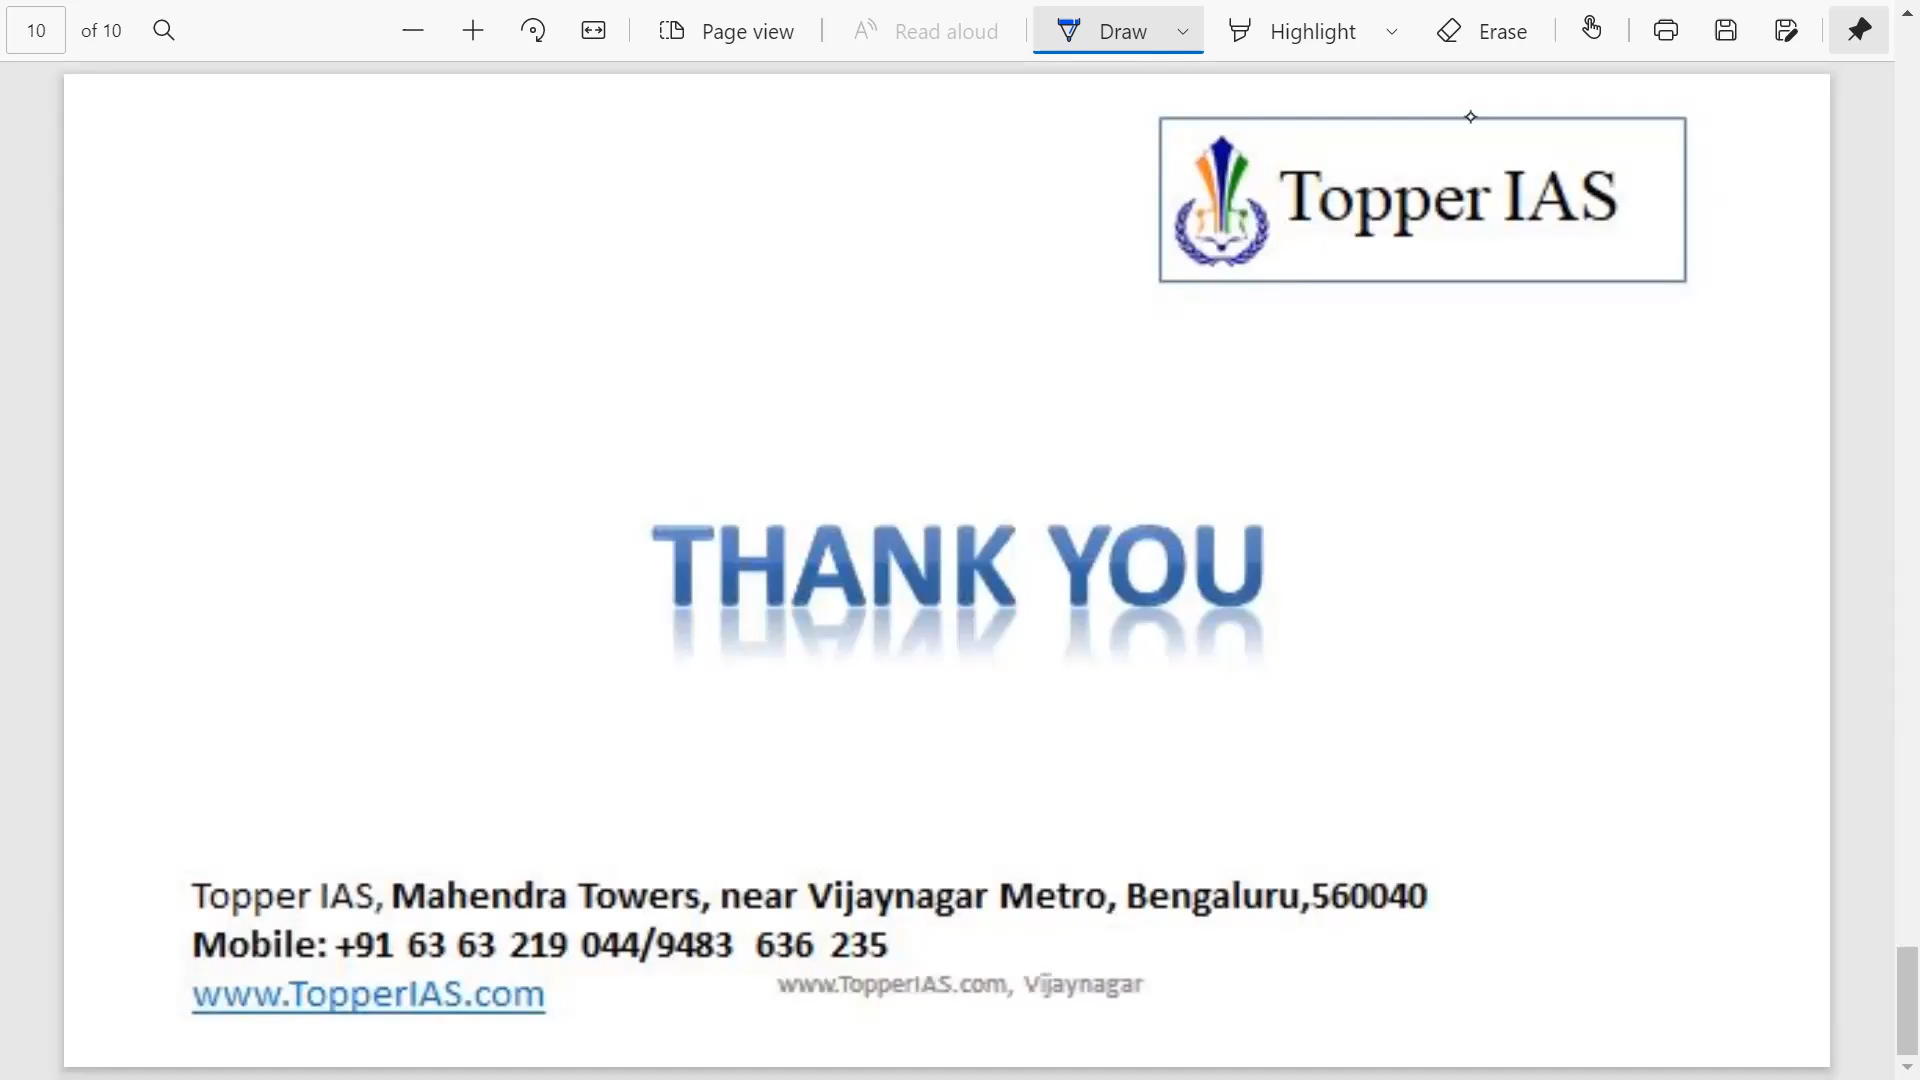 10 of 10 Page view Read aloud Draw Highlight Erase
Topper IAS
THANK YOU
Topper IAS, Mahendra Towers, near Vijaynagar Metro, Bengaluru,560040
Mobile: +91 63 63 219 044/9483 636 235
www.TopperIAS.com
www.TopperIAS.com, Vijaynagar